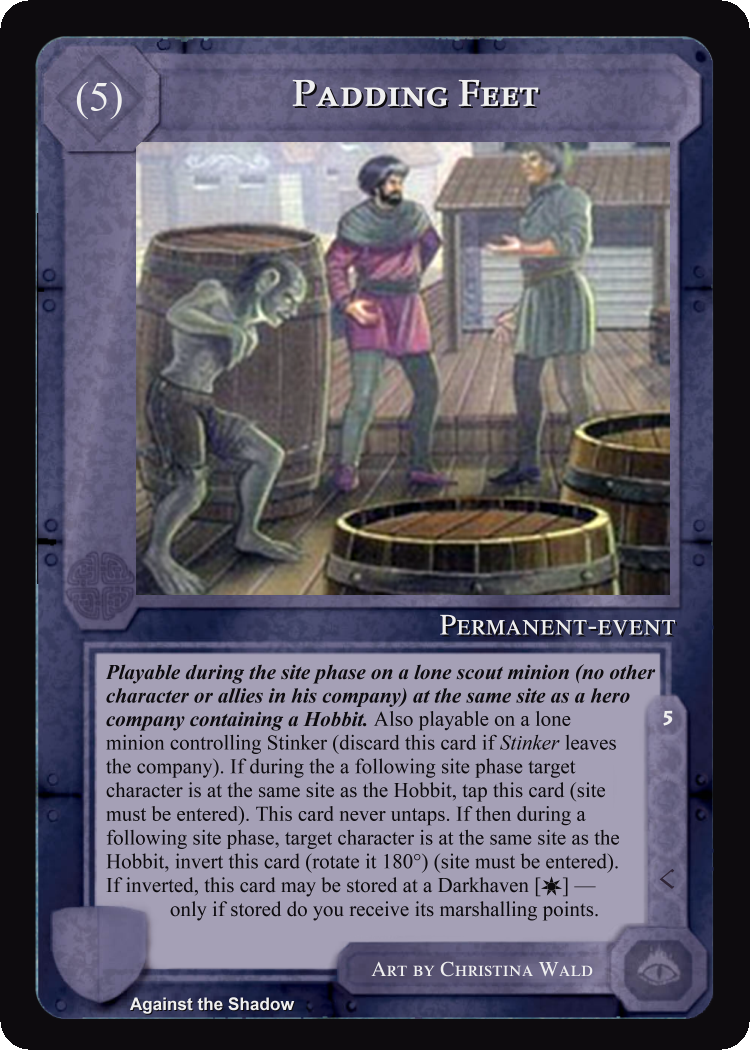 (5)
Padding Feet
Permanent-event
Playable during the site phase on a lone scout minion (no other
character or allies in his company) at the same site as a hero
company containing a Hobbit. Also playable on a lone
minion controlling Stinker (discard this card if Stinker leaves
the company). If during the a following site phase target
character is at the same site as the Hobbit, tap this card (site
must be entered). This card never untaps. If then during a
following site phase, target character is at the same site as the
Hobbit, invert this card (rotate it 180°) (site must be entered).
If inverted, this card may be stored at a Darkhaven [✷] —
only if stored do you receive its marshalling points.
5
Art by Christina Wald
Against the Shadow